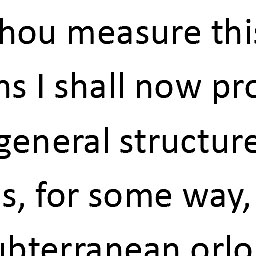 hou measure this
ns I shall now pro
general structure
s, for some way,
ubterranean orlo